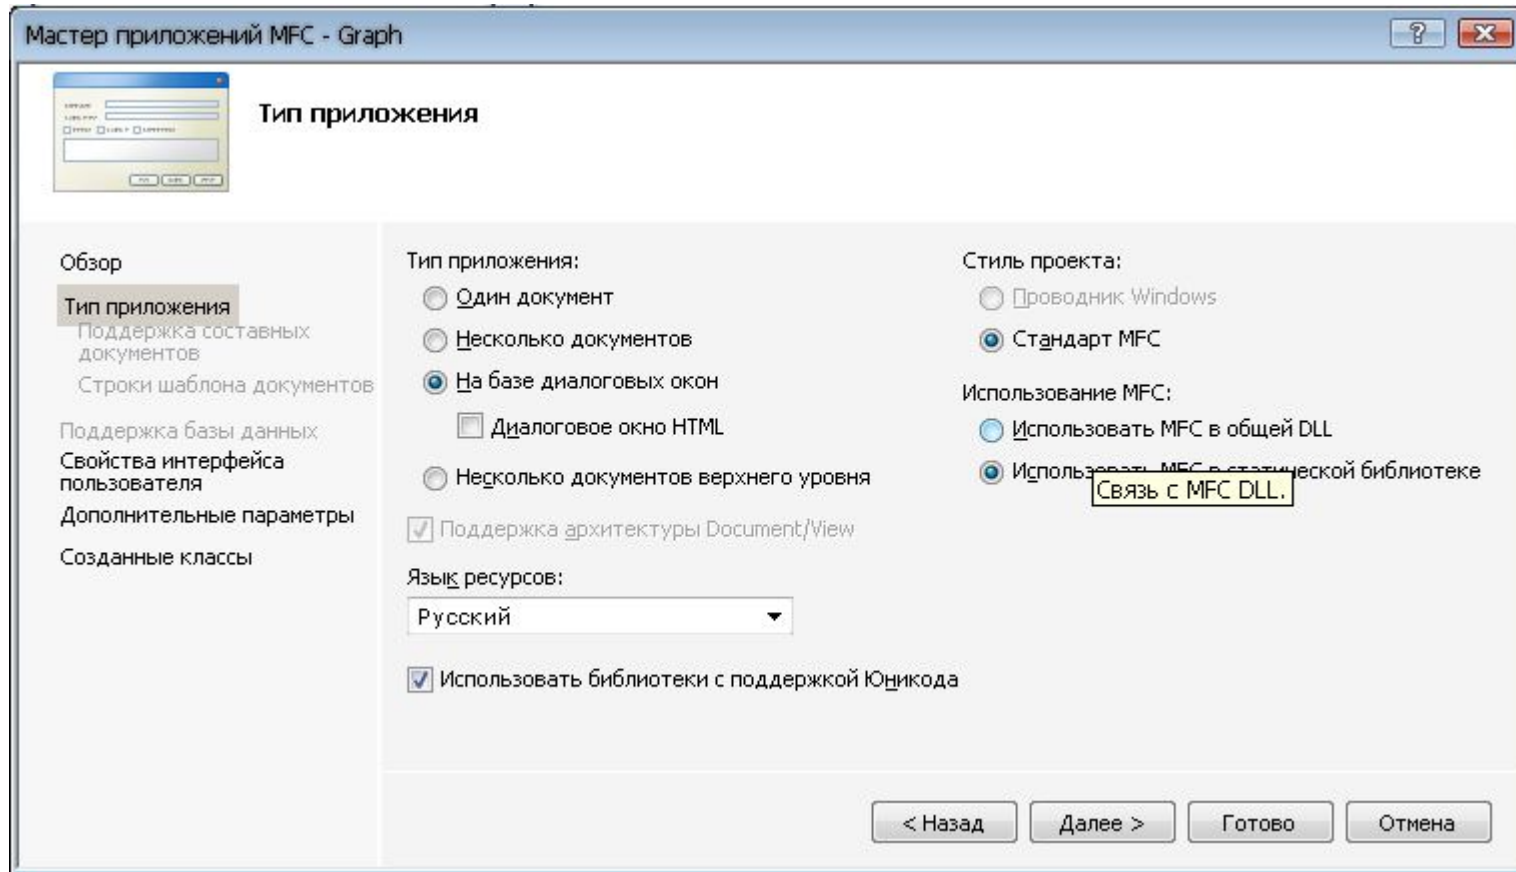 Мастер приложений MFC - Graph
Тип приложения
Обзор
Тип приложения
Поддержка составных
документов
Строки шаблона документов
Поддержка базы данных
Свойства интерфейса
пользователя
Дополнительные параметры
Созданные классы
Тип приложения:
Один документ
Несколько документов
На базе диалоговых окон
Диалоговое окно HTML
Несколько документов верхнего уровня
Поддержка архитектуры Document/View
Язык ресурсов:
Русский
Использовать библиотеки с поддержкой Юникода
Стиль проекта:
Проводник Windows
Стандарт MFC
Использование MFC:
Использовать MFC в общей DLL
Использовать MFC в статической библиотеке
Связь с MFC DLL.
< Назад
Далее >
Готово
Отмена